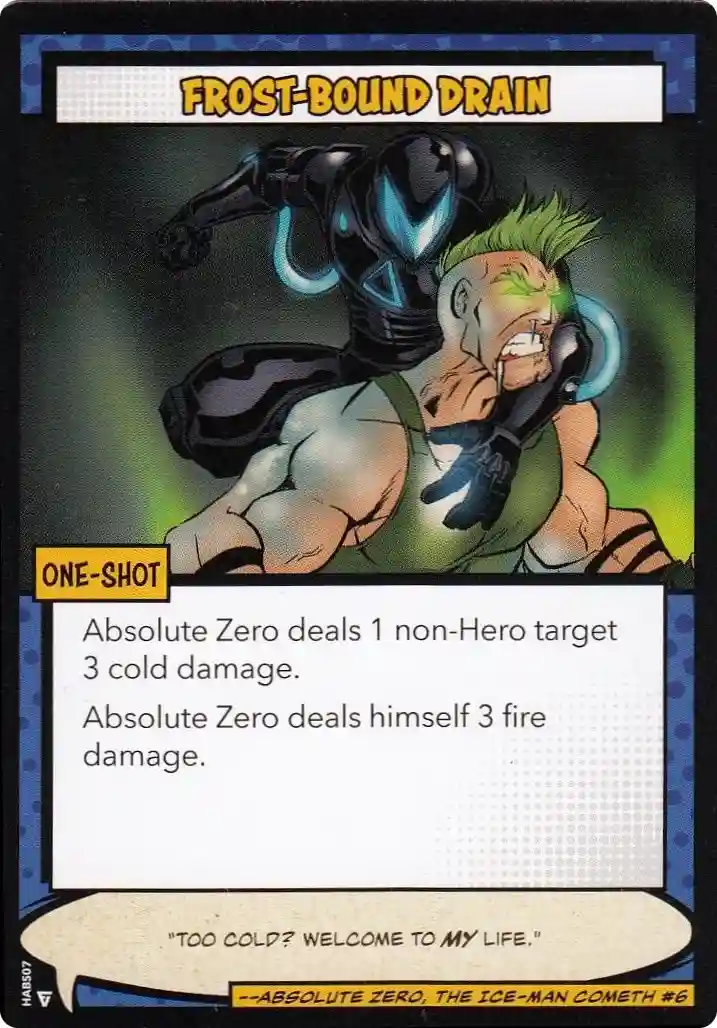 FROST-BOUND DRAIN
ONE-SHOT
Absolute Zero deals 1 non-Hero target
3 cold damage.
Absolute Zero deals himself 3 fire
damage.
"TOO COLD? WELCOME TO MY LIFE."
--ABSOLUTE ZERO, THE ICE-MAN COMETH #6
HAB507